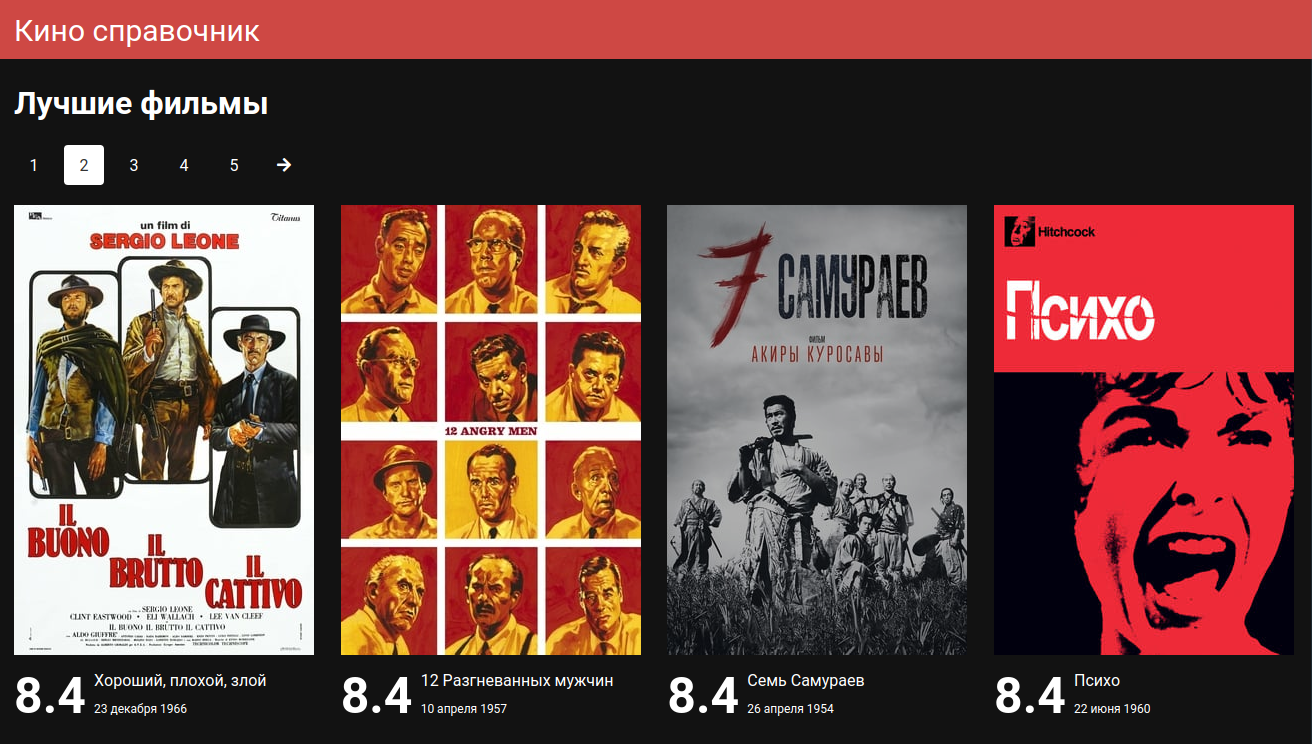 Кино справочник
Лучшие фильмы
1 2 3 4 5
Titanus
un film di
SERGIO LEONE
IL
BUONO
IL
BRUTTO
IL
CATTIVO
SERGIO LEONE
CLINT EASTWOOD • ELI WALLACH • LEE VAN CLEEF
IL BUONO IL BRUTTO IL CATTIVO
ALDO GIUFFRE'
12 ANGRY MEN
7 САМУРАЕВ
ФИЛЬМ
АКИРЫ КУРОСАВЫ
Hitchcock
Психо
8.4 Хороший, плохой, злой
23 декабря 1966
8.4 12 Разгневанных мужчин
10 апреля 1957
8.4 Семь Самураев
26 апреля 1954
8.4 Психо
22 июня 1960